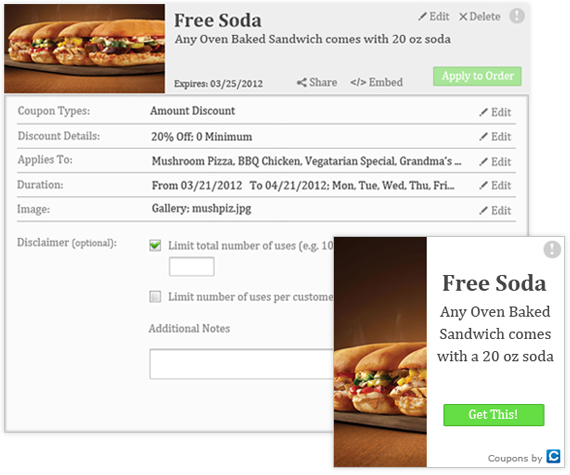 Free Soda
Edit
Delete
Any Oven Baked Sandwich comes with 20 oz soda
Expires: 03/25/2012
Share
</> Embed
Apply to Order
Coupon Types:
Amount Discount
Edit
Discount Details:
20% Off; 0 Minimum
Edit
Applies To:
Mushroom Pizza, BBQ Chicken, Vegatarian Special, Grandma's ...
Edit
Duration:
From 03/21/2012 To 04/21/2012; Mon, Tue, Wed, Thu, Fri...
Edit
Image:
Gallery; mushpiz.jpg
Edit
Disclaimer (optional):
Limit total number of uses (e.g. 10
Limit number of uses per custome
Additional Notes
Free Soda
Any Oven Baked
Sandwich comes
with a 20 oz soda
Get This!
Coupons by C